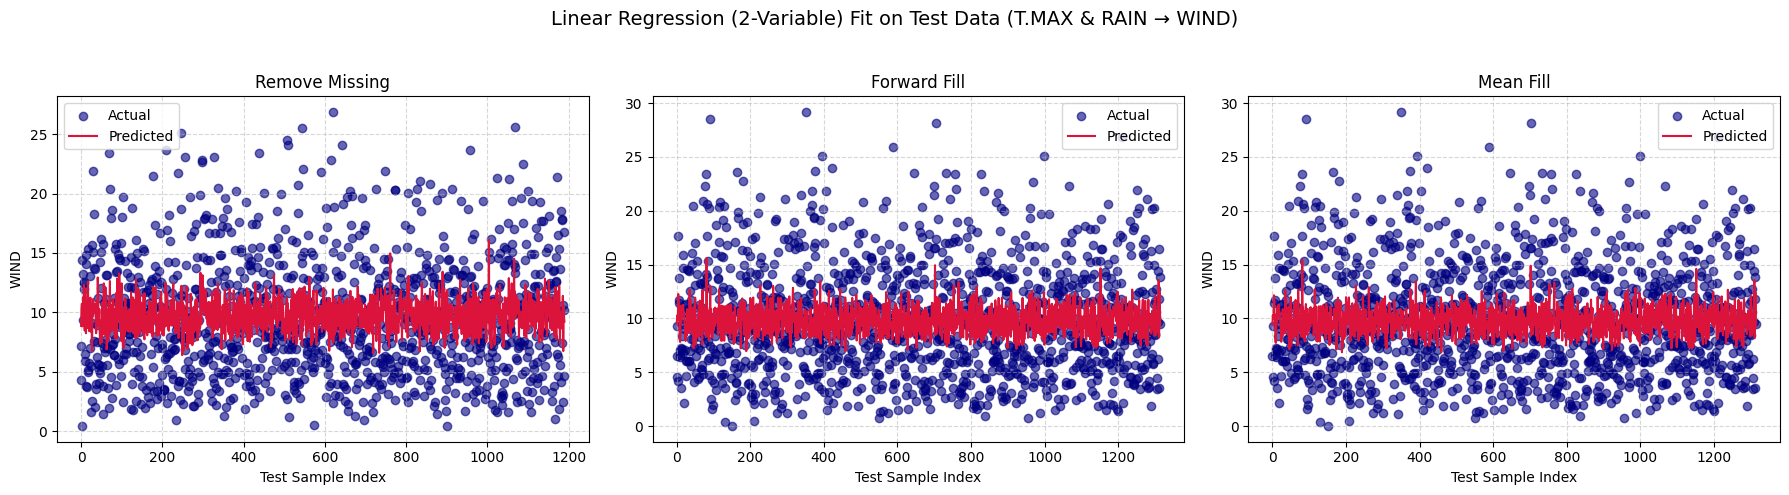 Linear Regression (2-Variable) Fit on Test Data (T.MAX & RAIN → WIND)
Remove Missing
Actual
Predicted
WIND
25
20
15
10
5
0
0 200 400 600 800 1000 1200
Test Sample Index
Forward Fill
Actual
Predicted
WIND
30
25
20
15
10
5
0
0 200 400 600 800 1000 1200
Test Sample Index
Mean Fill
Actual
Predicted
WIND
30
25
20
15
10
5
0
0 200 400 600 800 1000 1200
Test Sample Index